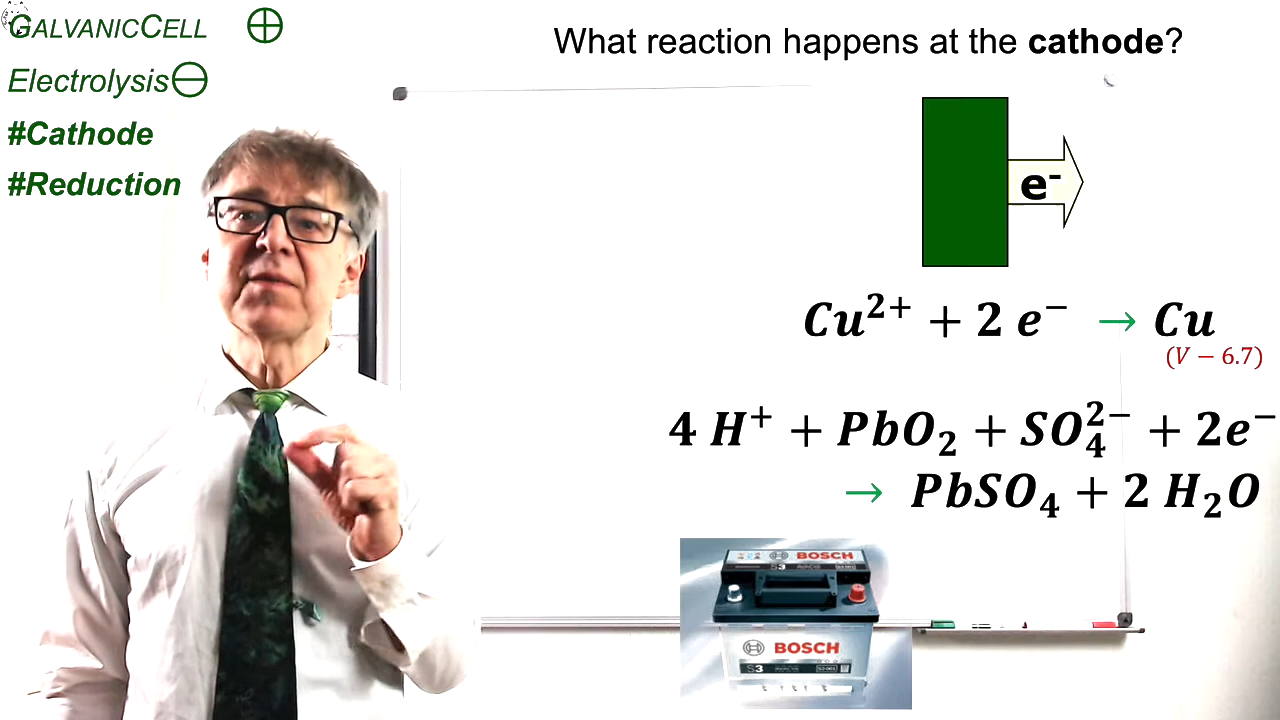 GALVANICCELL ⊕
Electrolysis⊖
#Cathode
#Reduction
What reaction happens at the cathode?
e⁻
Cu²⁺ + 2 e⁻ → Cu
(V − 6.7)
4 H⁺ + PbO₂ + SO₄²⁻ + 2e⁻
→ PbSO₄ + 2 H₂O
BOSCH
S3
BOSCH
S3